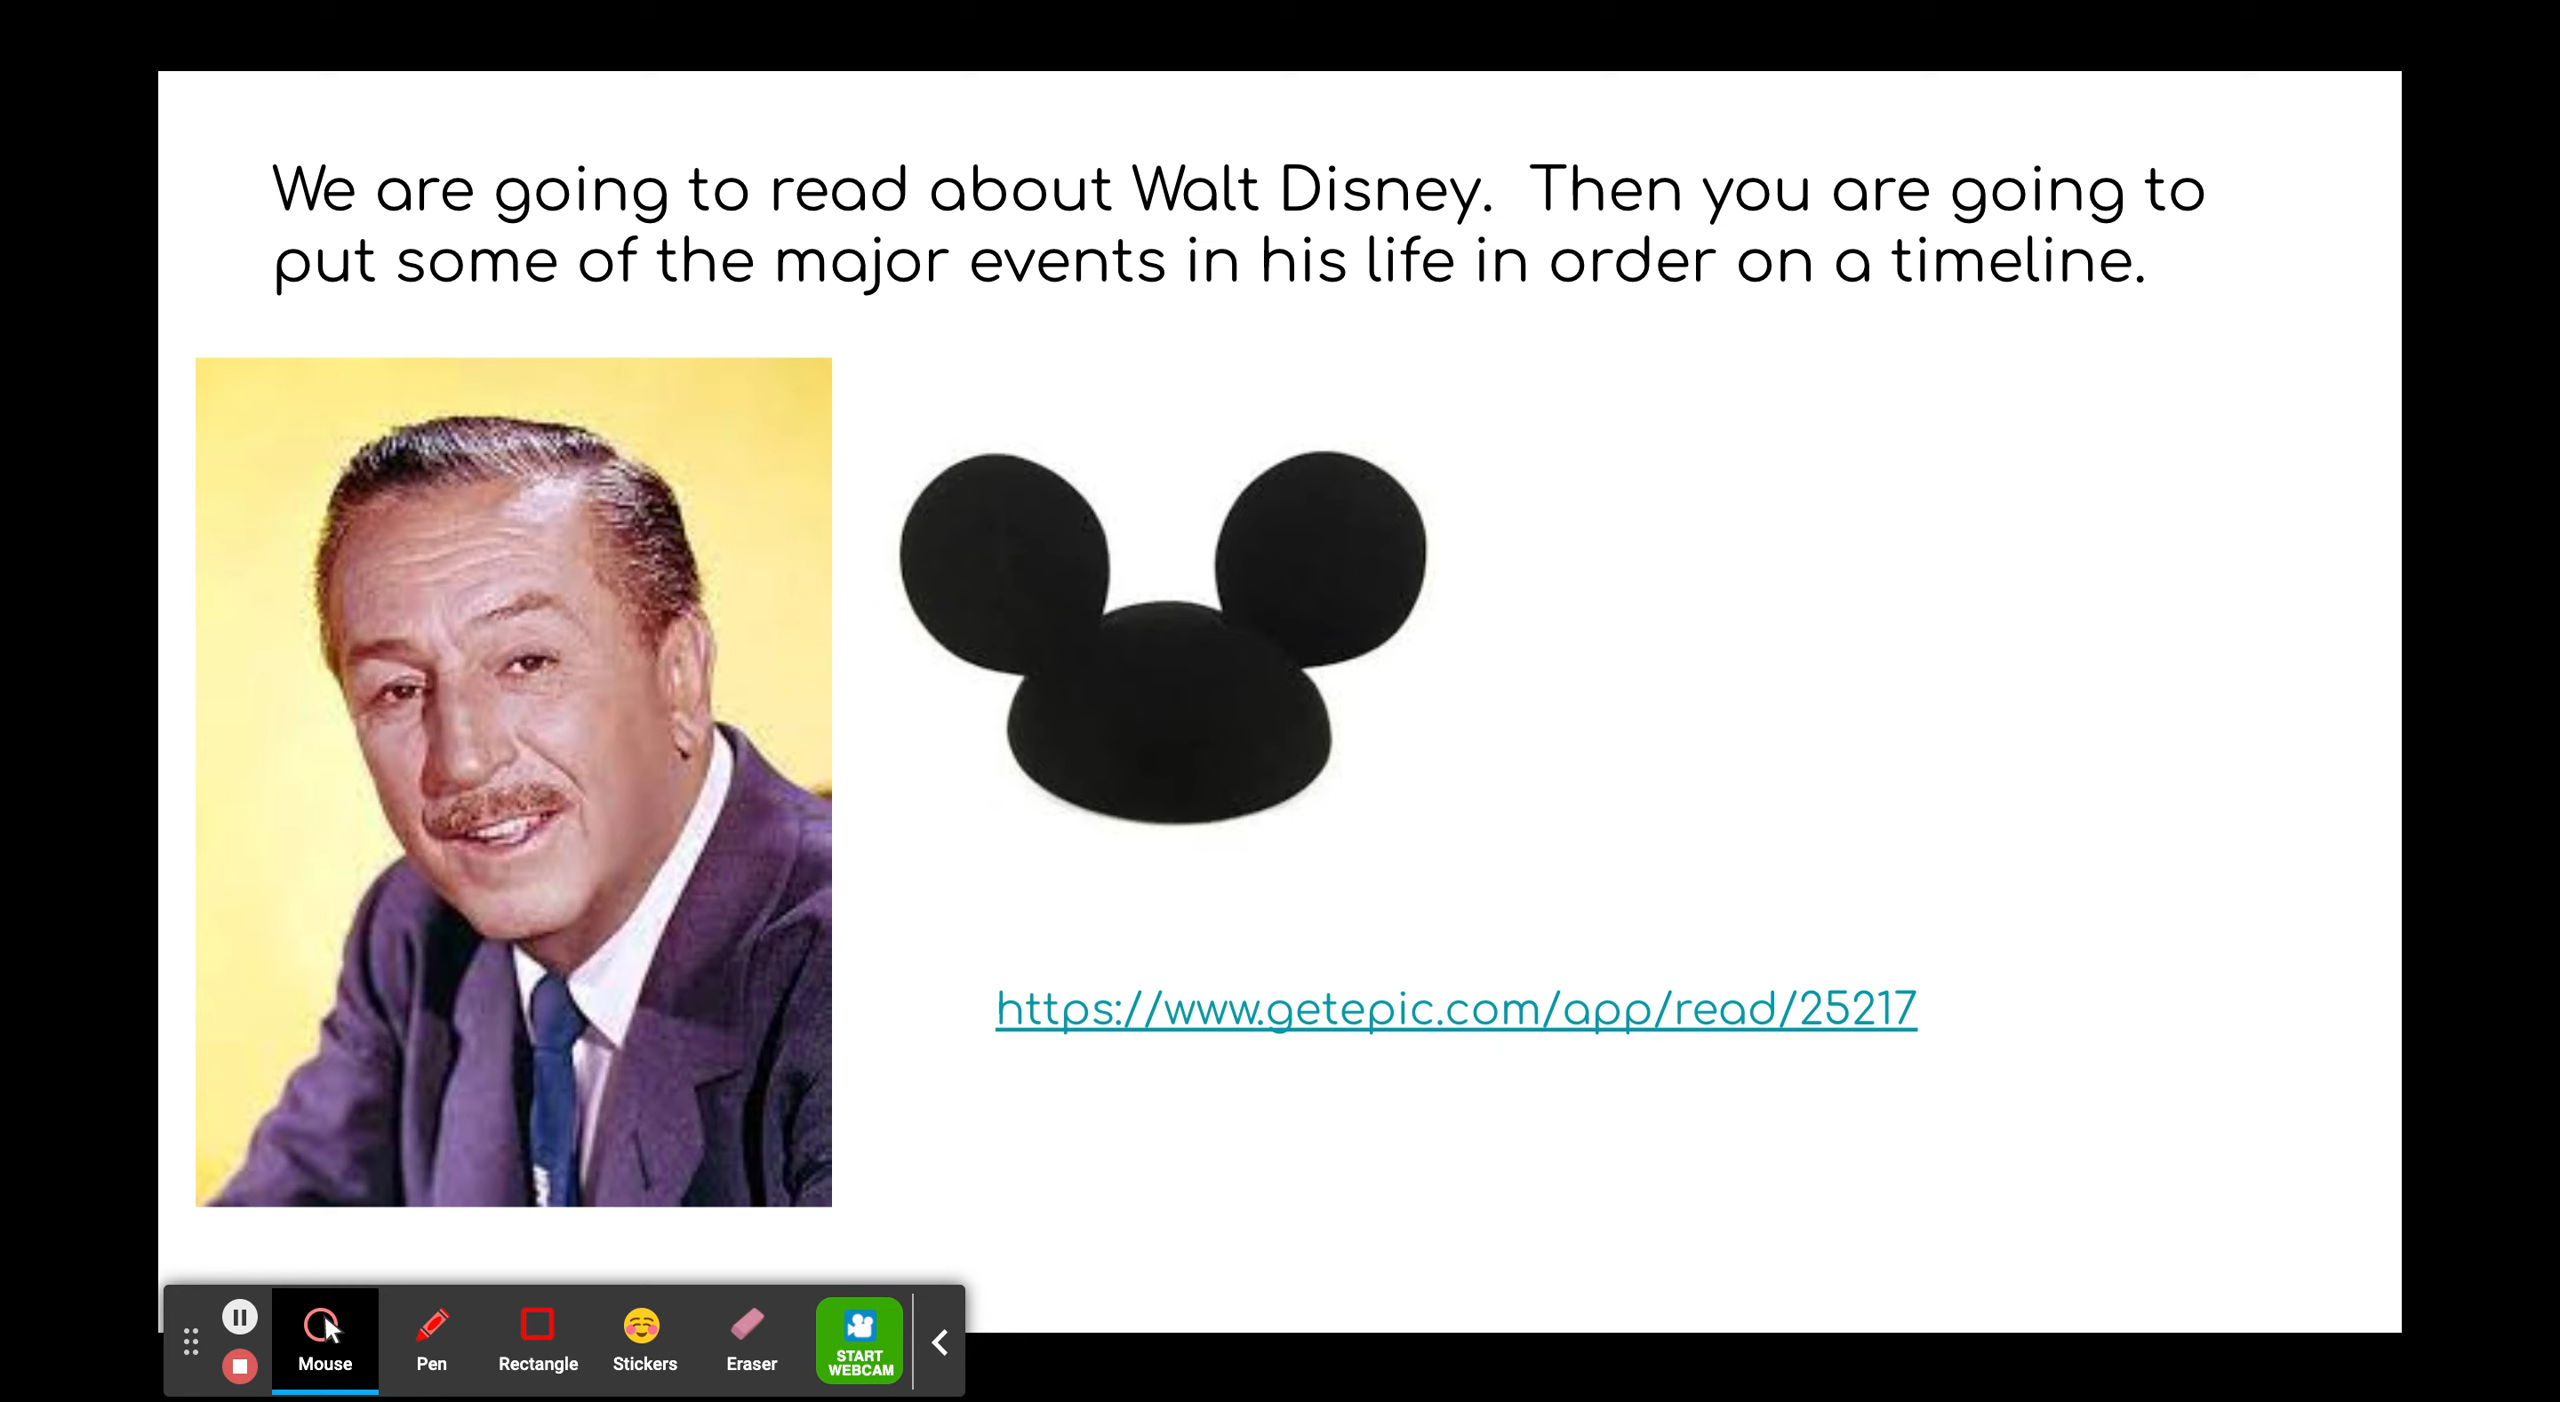 We are going to read about Walt Disney.  Then you are going to
put some of the major events in his life in order on a timeline.
https://www.getepic.com/app/read/25217
Mouse
Pen
Rectangle
Stickers
Eraser
START
WEBCAM